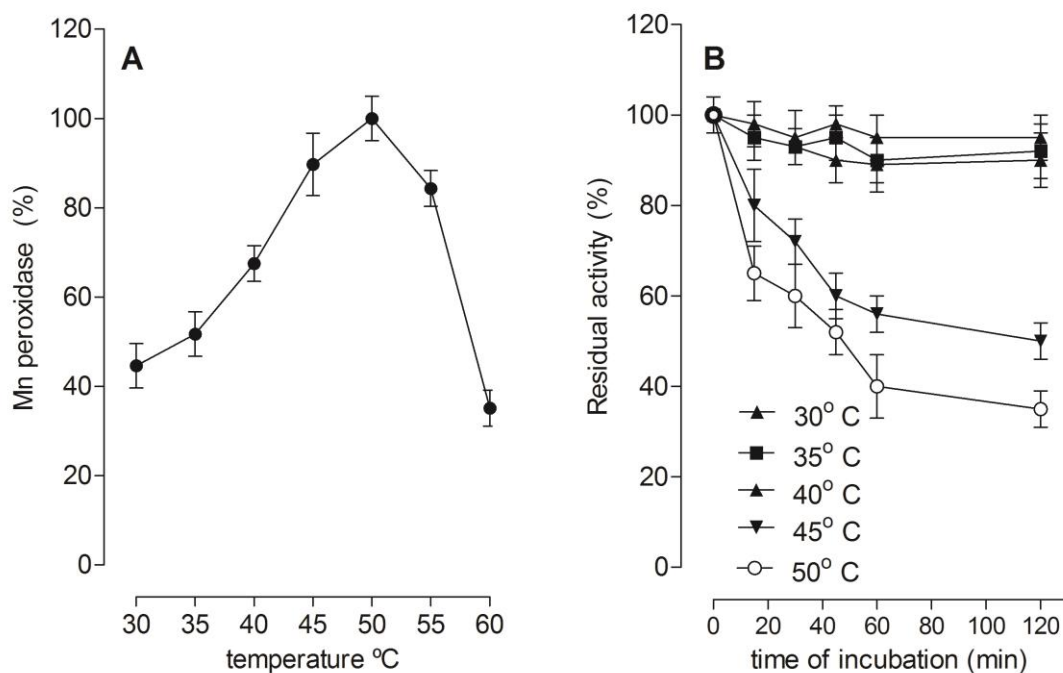 A
120
100
80
60
40
20
0
Mn peroxidase (%)
30 35 40 45 50 55 60
temperature ºC
B
120
100
80
60
40
20
0
Residual activity (%)
30° C
35° C
40° C
45° C
50° C
0 20 40 60 80 100 120
time of incubation (min)